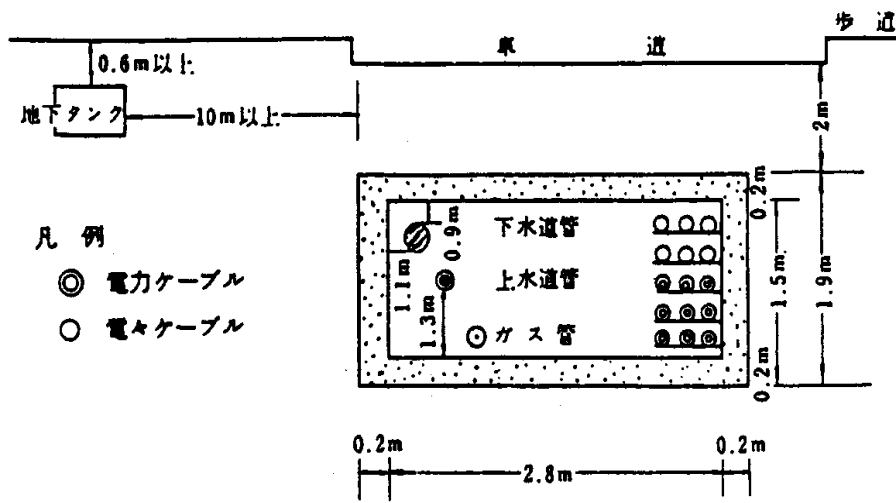 歩道
車道
0.6m以上
地下タンク
10m以上
2m
0.2m
凡例
電力ケーブル
電々ケーブル
下水道管
0.9m
1.1m
上水道管
1.3m
ガス管
1.5m
1.9m
0.2m
0.2m
2.8m
0.2m